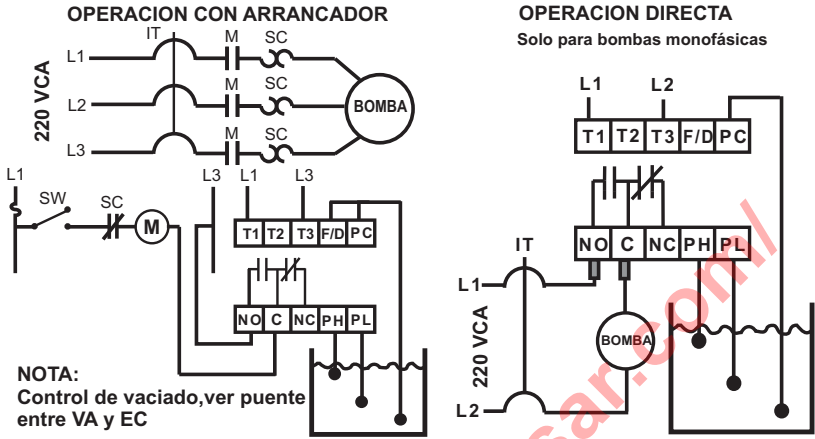 OPERACION CON ARRANCADOR
IT
M SC
L1
M SC
L2
BOMBA
M SC
L3
220 VCA
L1
SW
SC
M
L3 L1 L3
T1 T2 T3 F/D PC
NO C NC PH PL
NOTA:
Control de vaciado,ver puente
entre VA y EC
OPERACION DIRECTA
Solo para bombas monofásicas
L1 L2
T1 T2 T3 F/D PC
NO C NC PH PL
IT
L1
220 VCA
BOMBA
L2
sar.com/